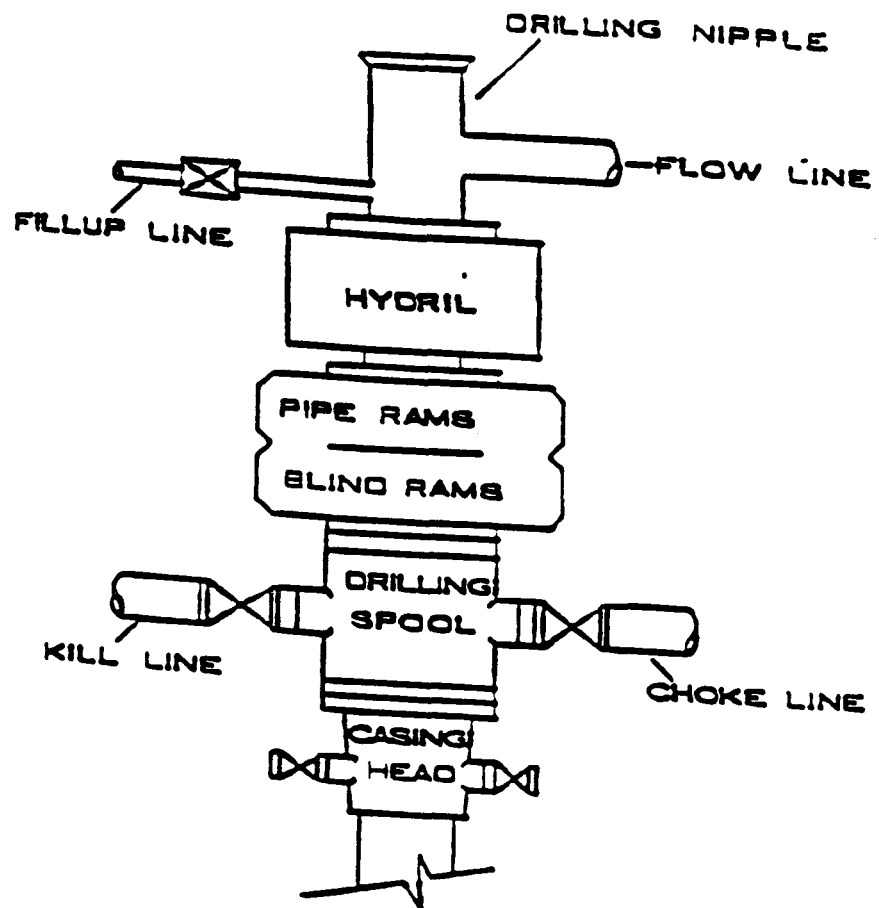 DRILLING NIPPLE
FLOW LINE
FILLUP LINE
HYDRIL
PIPE RAMS
BLIND RAMS
DRILLING
SPOOL
KILL LINE
CHOKE LINE
CASING
HEAD